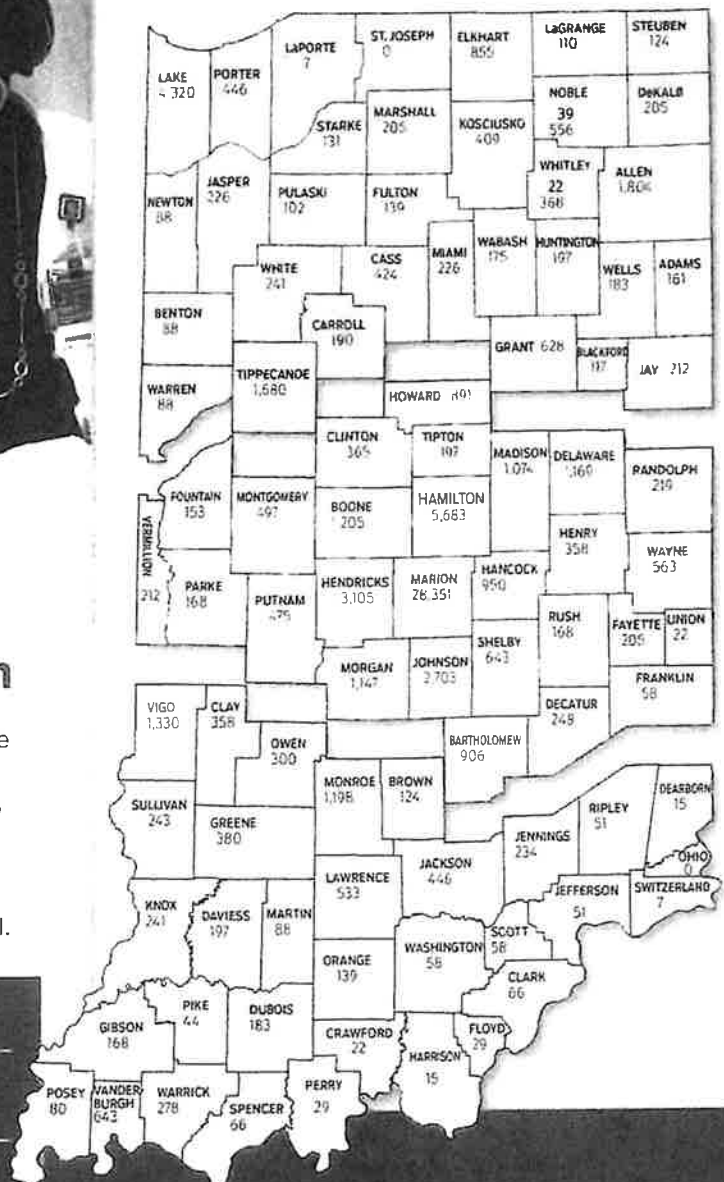 LAKE
4,320
PORTER
446
LaPORTE
7
ST. JOSEPH
0
ELKHART
855
LaGRANGE
110
STEUBEN
124
STARKE
131
MARSHALL
205
KOSCIUSKO
409
NOBLE
39
556
DeKALB
205
NEWTON
88
JASPER
226
PULASKI
102
FULTON
139
WHITLEY
22
368
ALLEN
WHITE
241
CASS
424
MIAMI
226
WABASH
175
HUNTINGTON
197
WELLS
183
ADAMS
161
BENTON
88
CARROLL
190
GRANT 628
BLACKFORD
117
JAY 212
WARREN
88
TIPPECANOE
1,680
HOWARD 891
CLINTON
365
TIPTON
197
MADISON
1,074
DELAWARE
1,169
RANDOLPH
219
FOUNTAIN
153
MONTGOMERY
497
BOONE
205
HAMILTON
5,683
VERMILLION
212
HENRY
358
WAYNE
563
PARKE
168
PUTNAM
475
HENDRICKS
3,105
MARION
28,351
HANCOCK
950
RUSH
168
FAYETTE
205
UNION
22
MORGAN
1,147
JOHNSON
2,703
SHELBY
643
FRANKLIN
58
n
VIGO
1,330
CLAY
358
DECATUR
249
e
OWEN
300
BARTHOLOMEW
906
MONROE
1,198
BROWN
124
DEARBORN
15
SULLIVAN
243
GREENE
380
JENNINGS
234
RIPLEY
51
OHIO
0
LAWRENCE
533
JACKSON
446
SWITZERLAND
7
KNOX
241
DAVIESS
197
MARTIN
88
JEFFERSON
51
l.
ORANGE
139
WASHINGTON
58
SCOTT
58
CLARK
66
PIKE
44
DUBOIS
183
GIBSON
168
CRAWFORD
22
HARRISON
15
FLOYD
29
POSEY
80
VANDER
BURGH
643
WARRICK
278
SPENCER
66
PERRY
29